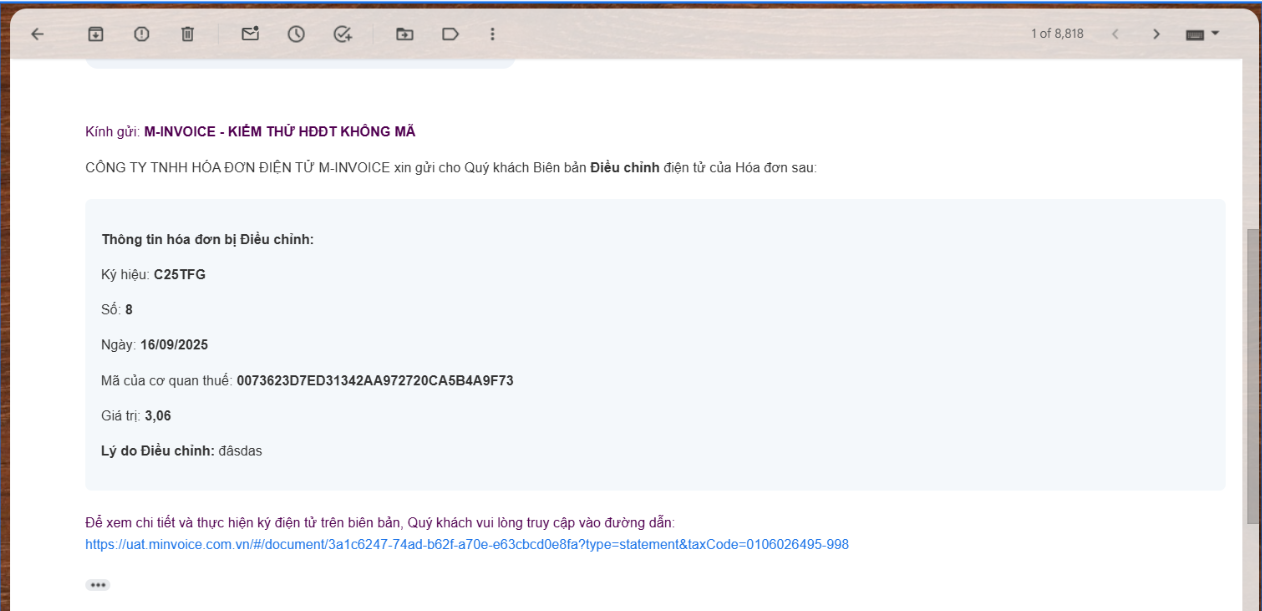 1 of 8,818
Kính gửi: M-INVOICE - KIỂM THỬ HĐĐT KHÔNG MÃ
CÔNG TY TNHH HÓA ĐƠN ĐIỆN TỬ M-INVOICE xin gửi cho Quý khách Biên bản Điều chỉnh điện tử của Hóa đơn sau:
Thông tin hóa đơn bị Điều chỉnh:
Ký hiệu: C25TFG
Số: 8
Ngày: 16/09/2025
Mã của cơ quan thuế: 0073623D7ED31342AA972720CA5B4A9F73
Giá trị: 3,06
Lý do Điều chỉnh: đâsdas
Để xem chi tiết và thực hiện ký điện tử trên biên bản, Quý khách vui lòng truy cập vào đường dẫn:
https://uat.minvoice.com.vn/#/document/3a1c6247-74ad-b62f-a70e-e63cbcd0e8fa?type=statement&taxCode=0106026495-998